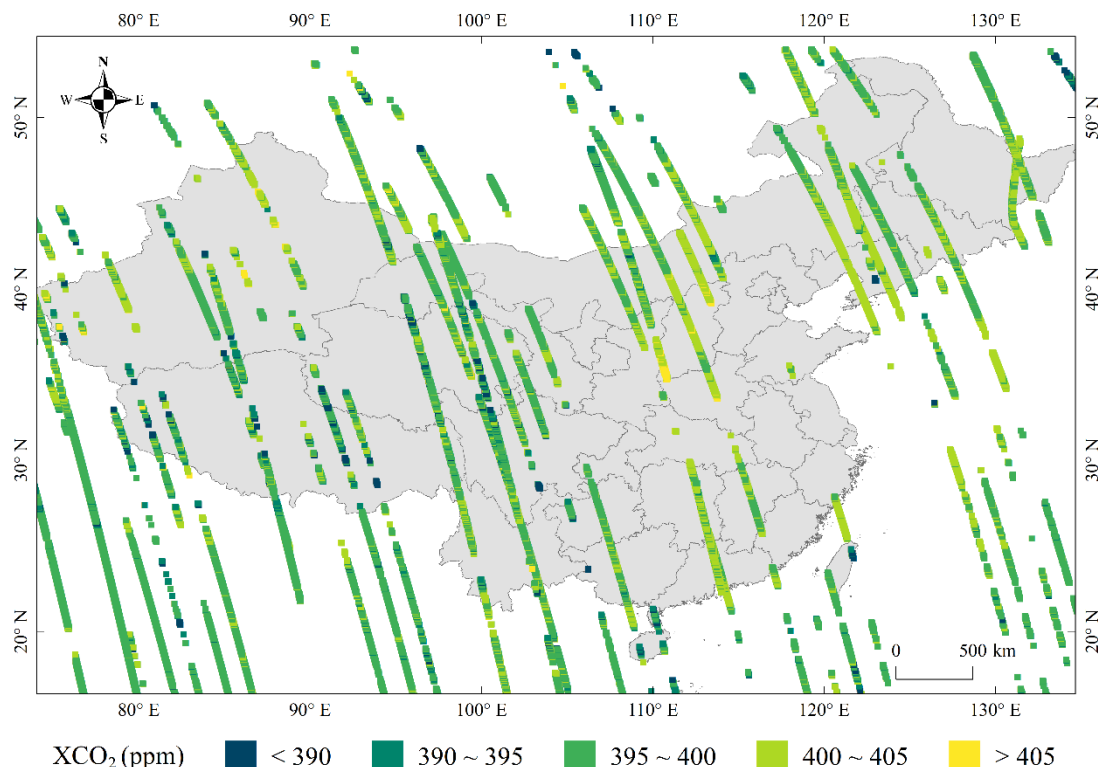 80° E 90° E 100° E 110° E 120° E 130° E
N
W E
S
50° N 50° N
40° N 40° N
30° N 30° N
20° N 20° N
0 500 km
80° E 90° E 100° E 110° E 120° E 130° E
XCO₂ (ppm) < 390 390 ~ 395 395 ~ 400 400 ~ 405 > 405